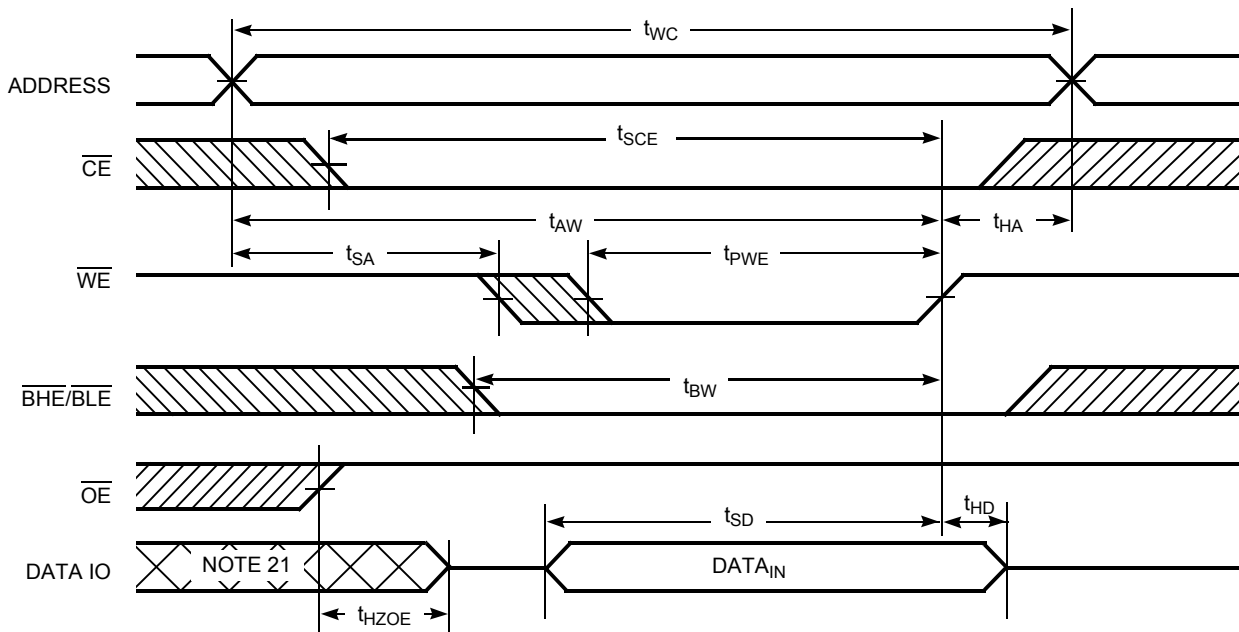 tWC
ADDRESS
tSCE
CE
tAW
tHA
tSA
tPWE
WE
tBW
BHE/BLE
OE
tSD
tHD
DATA IO
NOTE 21
DATAIN
tHZOE